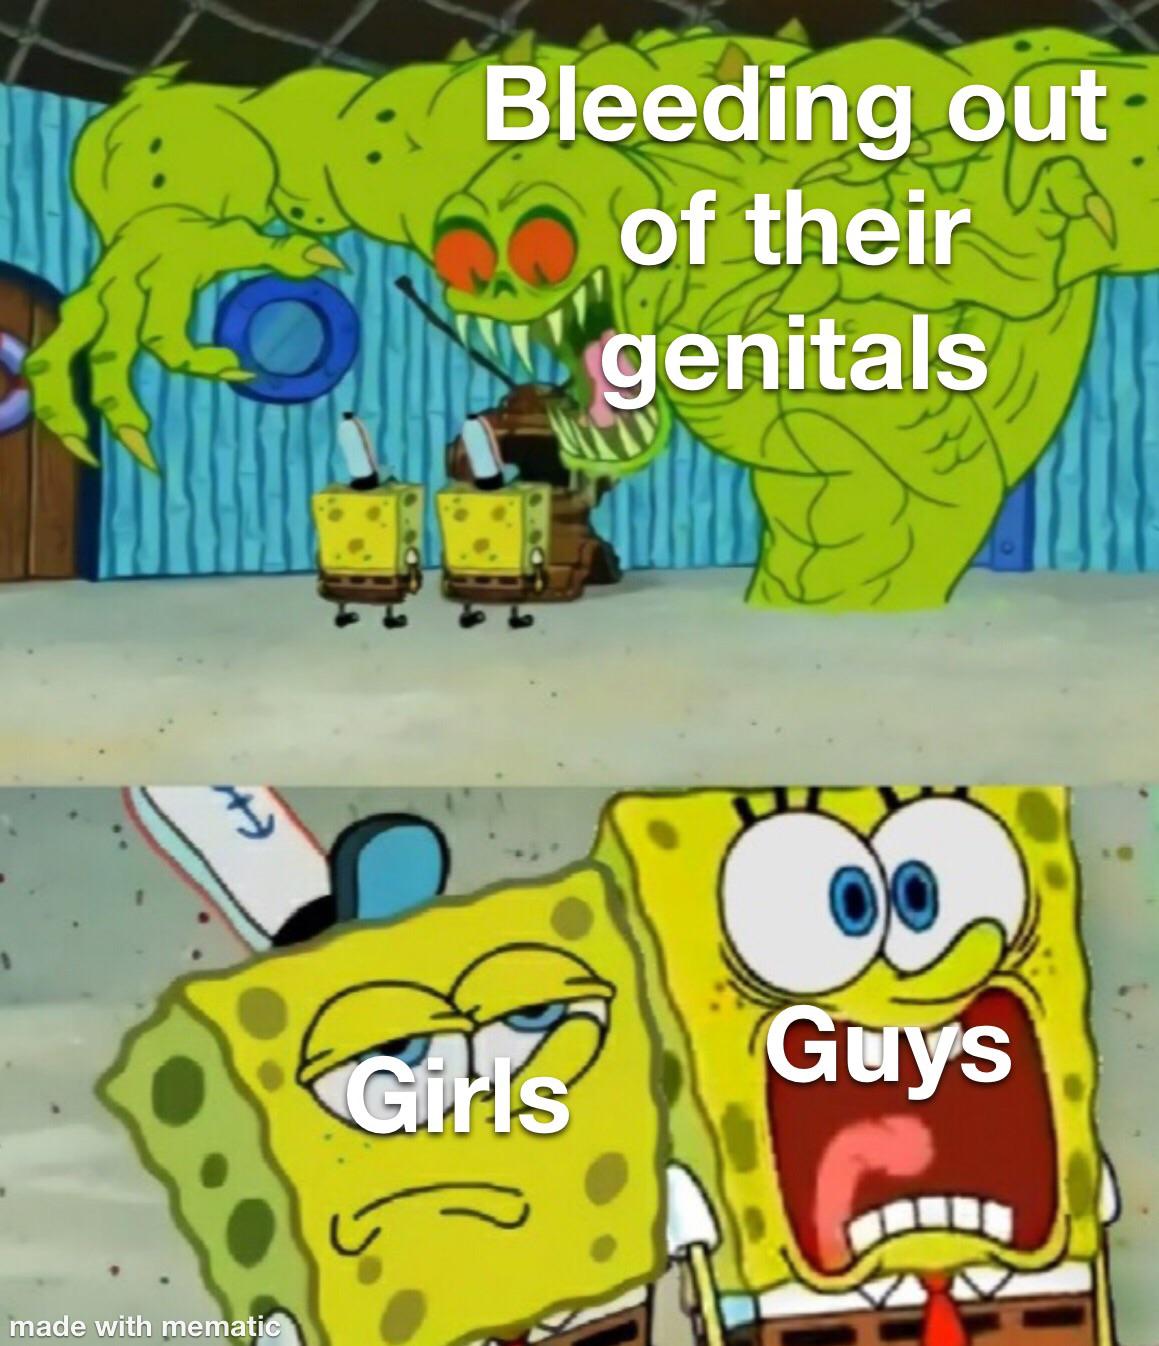 Bleeding out
of their
genitals
Guys
Girls
made with mematic